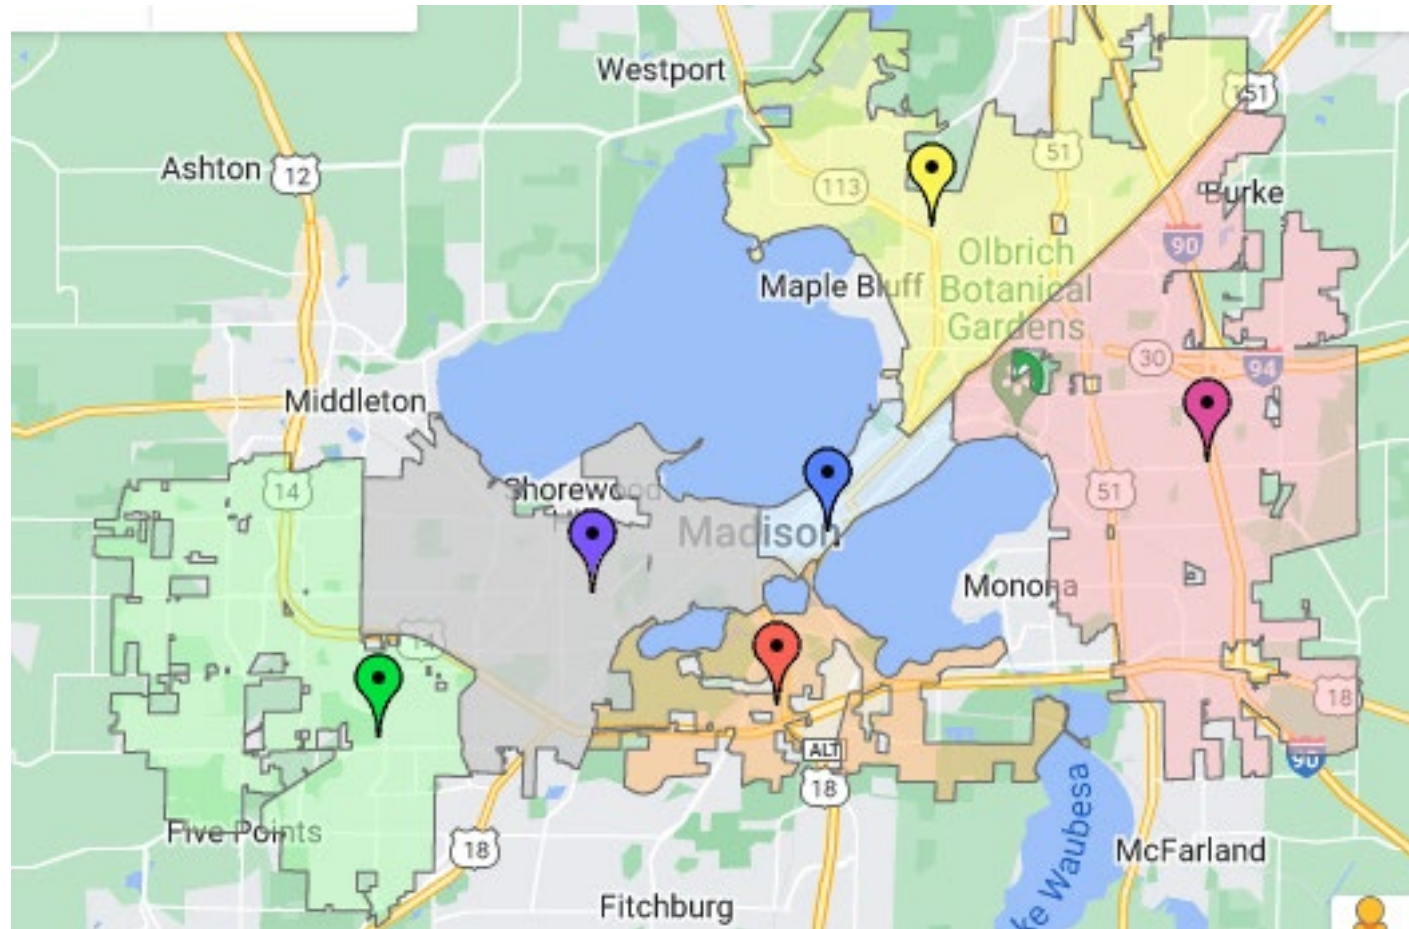 Westport
51
Ashton
12
51
113
Burke
90
Olbrich
Botanical
Gardens
Maple Bluff
30
94
Middleton
14
51
Shorewood
Madison
Monona
14
18
ALT
90
18
Five Points
18
McFarland
Fitchburg
ke Waubesa